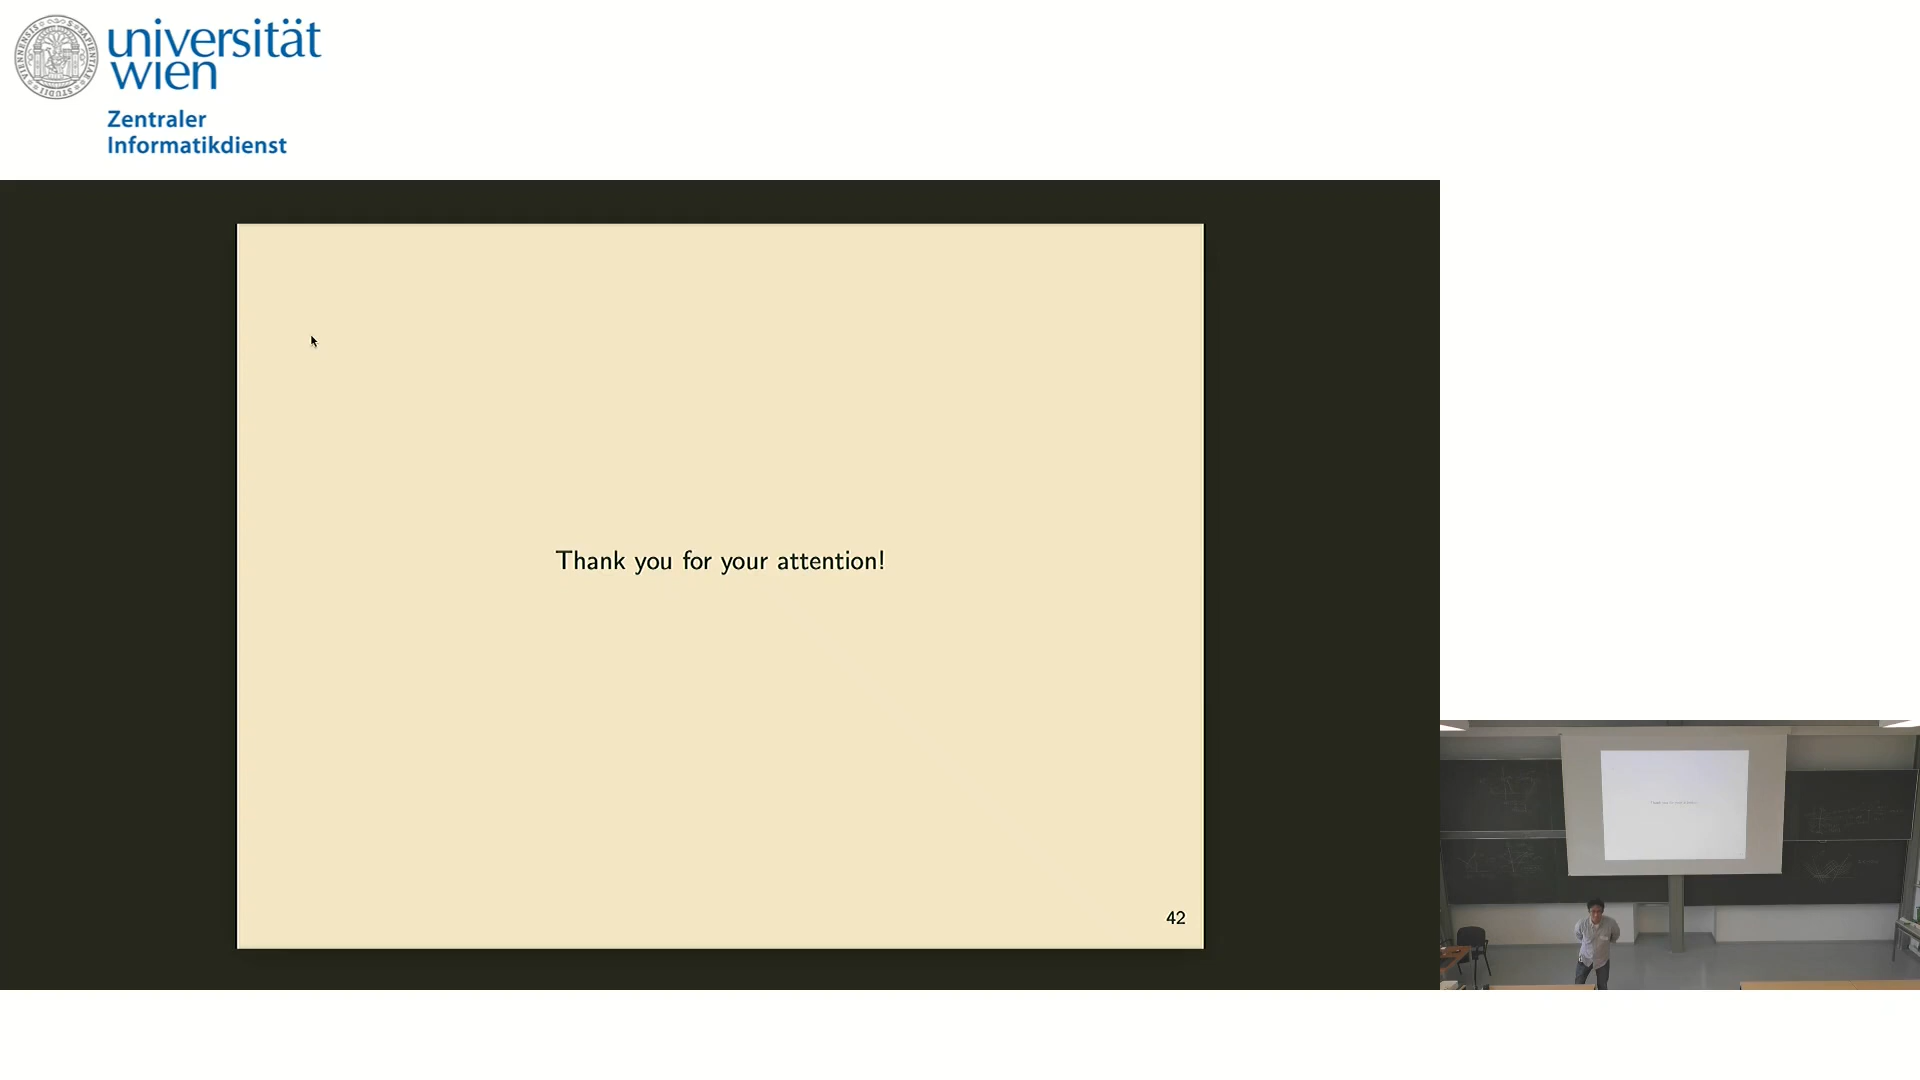 universität
wien
Zentraler
Informatikdienst
Thank you for your attention!
42